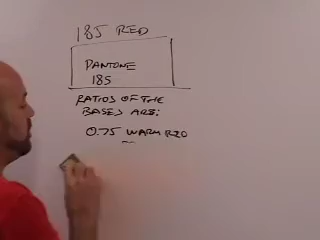 185 RED
PANTONE
185
RATIOS OF THE
BASES ARE:
0.75 WARM RED